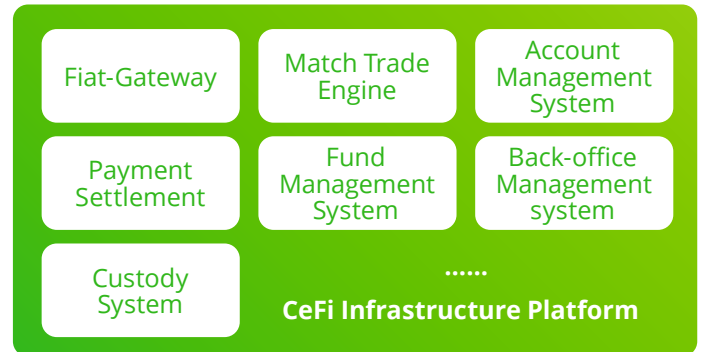 Fiat-Gateway
Match Trade
Engine
Account
Management
System
Payment
Settlement
Fund
Management
System
Back-office
Management
system
Custody
System
......
CeFi Infrastructure Platform